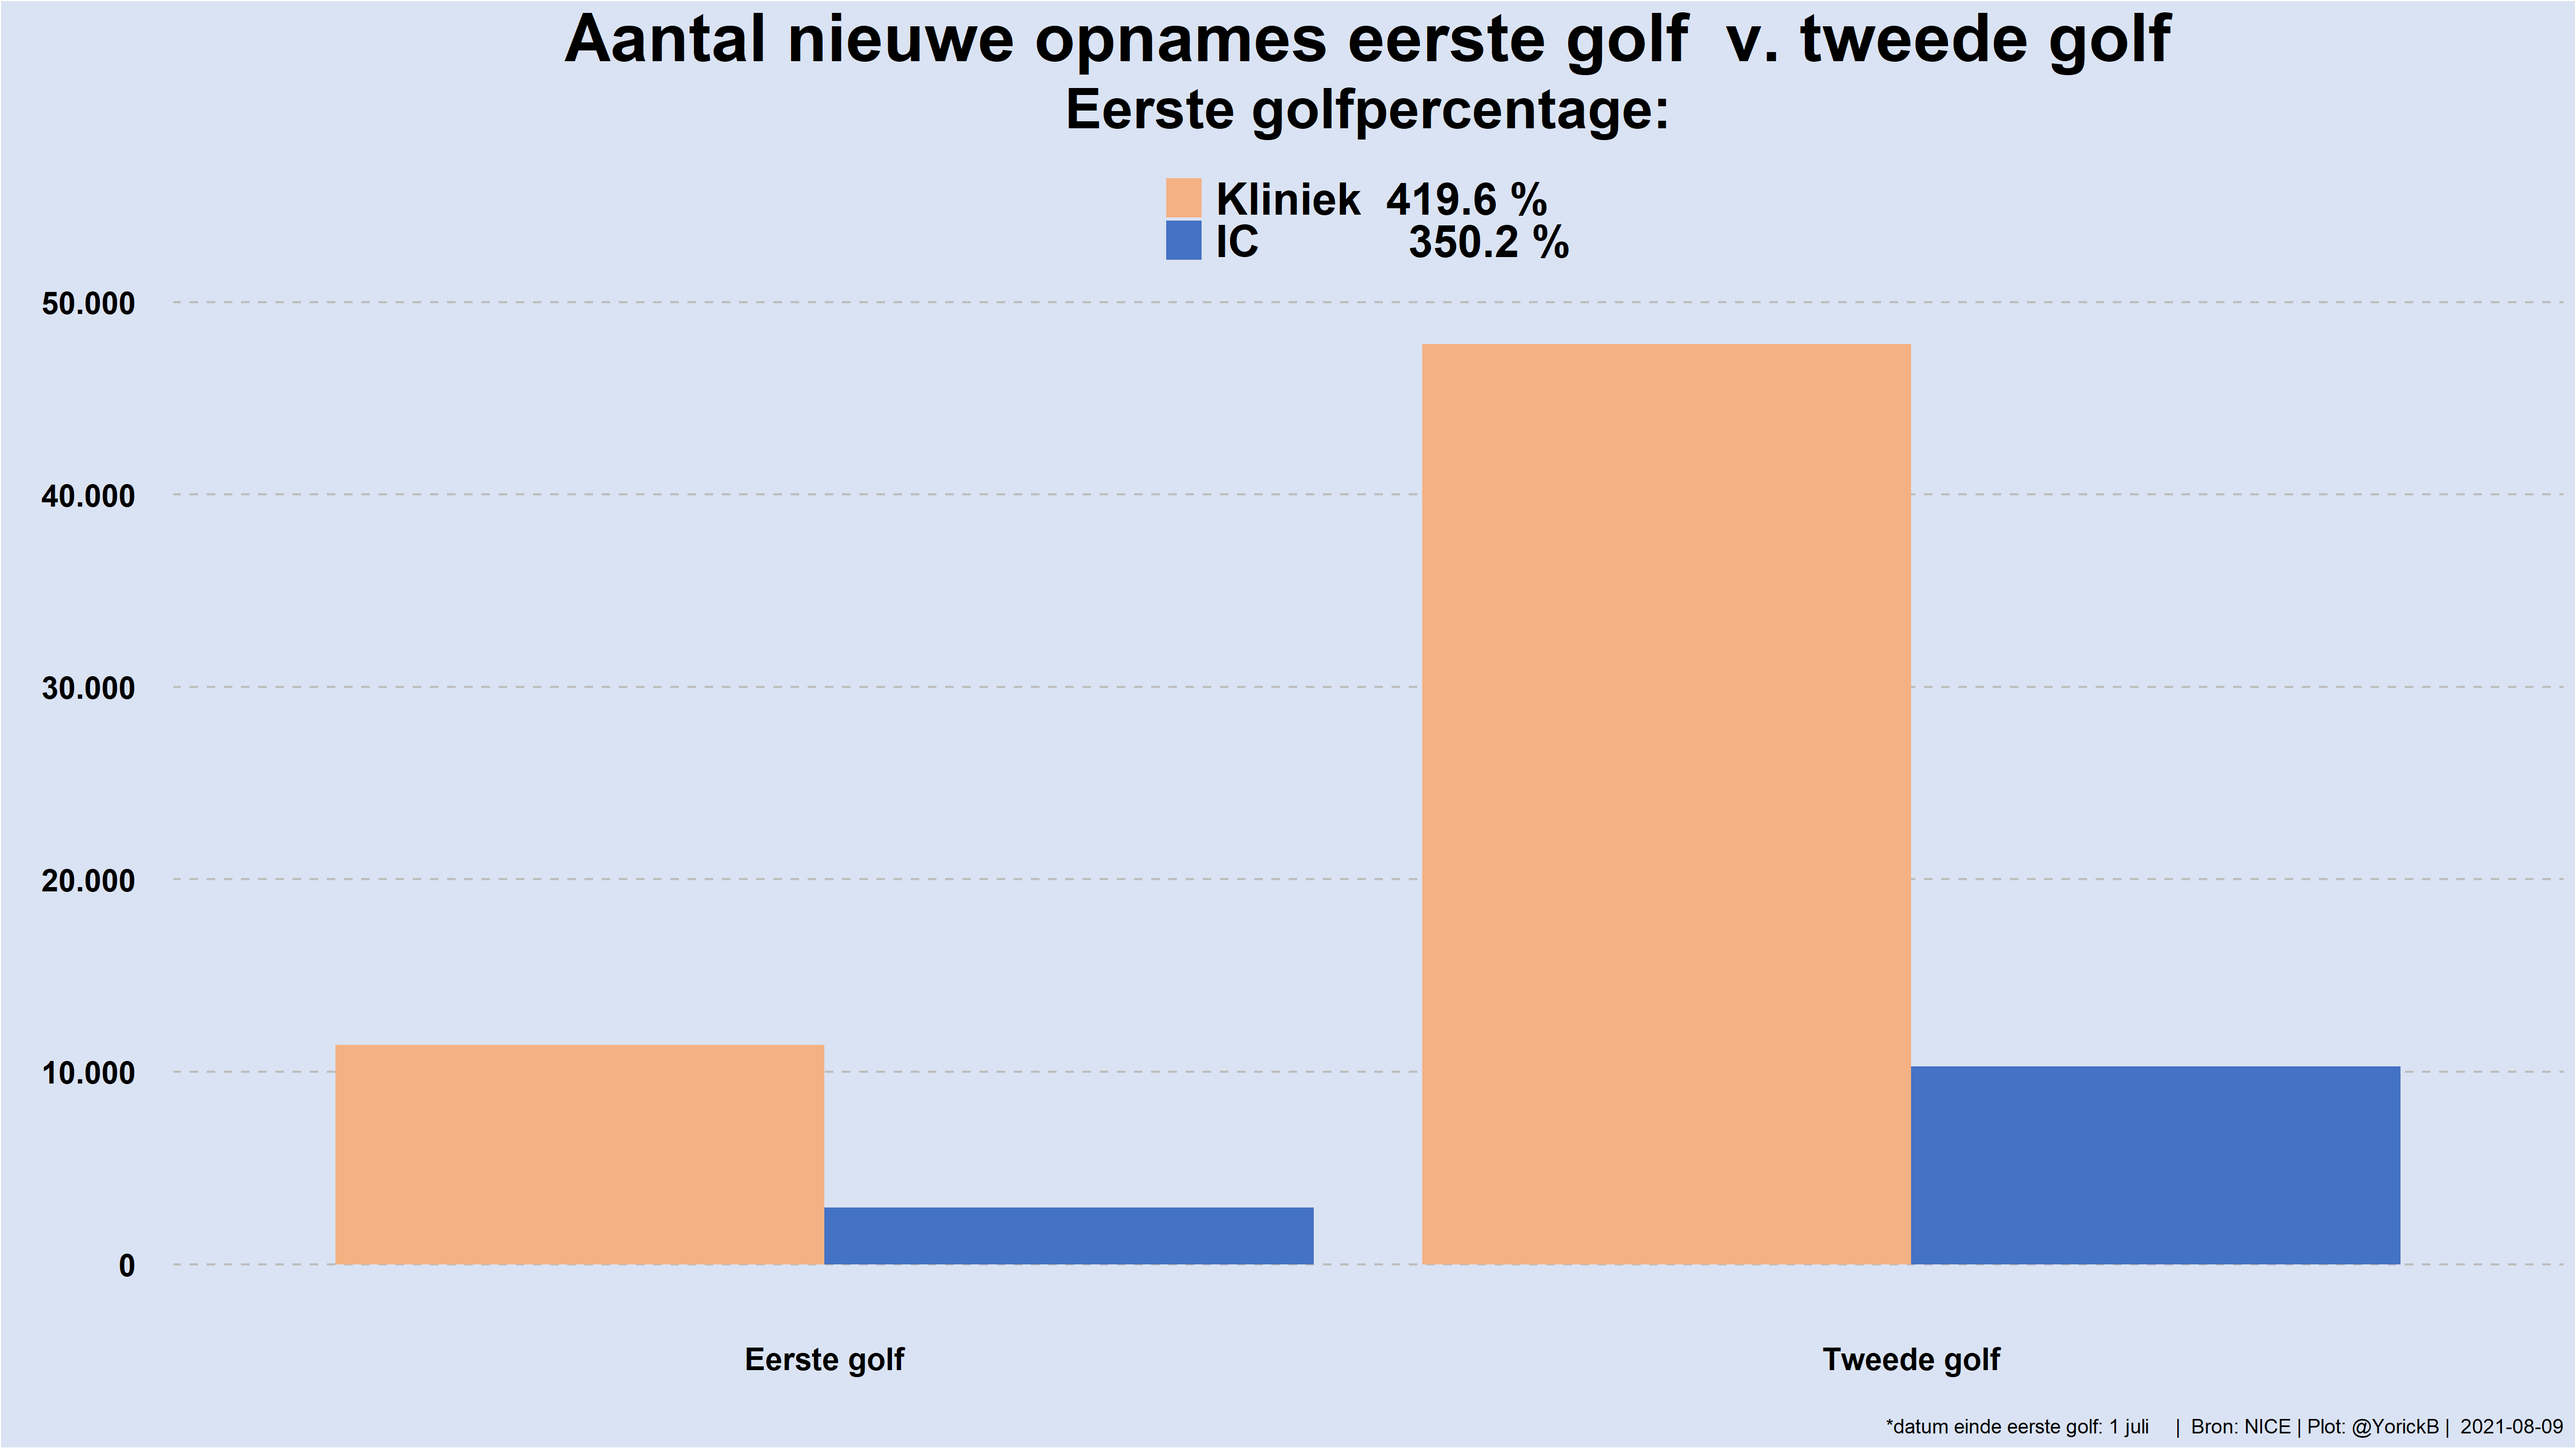 Aantal nieuwe opnames eerste golf  v. tweede golf
Eerste golfpercentage:
Kliniek  419.6 %
IC  350.2 %
50.000
40.000
30.000
20.000
10.000
0
Eerste golf
Tweede golf
*datum einde eerste golf: 1 juli  |  Bron: NICE | Plot: @YorickB |  2021-08-09